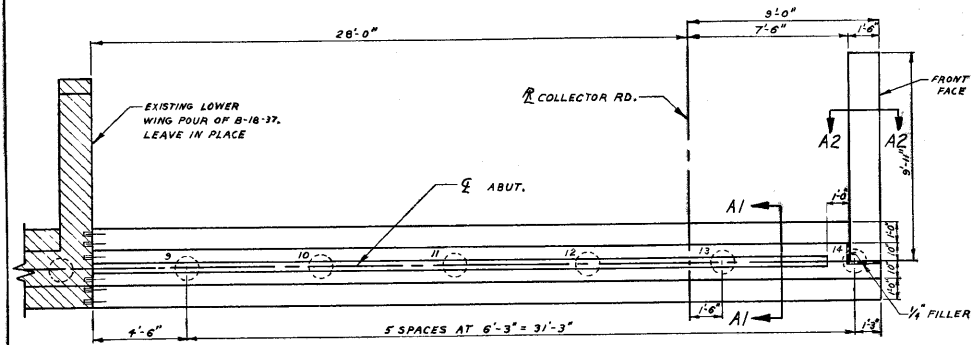 9'-0"
28'-0"
7'-6"
1'-6"
EXISTING LOWER
WING POUR OF B-18-37.
LEAVE IN PLACE
R COLLECTOR RD.
FRONT
FACE
A2
A2
9'-11"
℄ ABUT.
A1
1'-0"
9
10
11
12
13
14
1'-0"
10"
10"
1'-0"
1'-6"
A1
1/4" FILLER
4'-6"
5 SPACES AT 6'-3" = 31'-3"
1'-3"